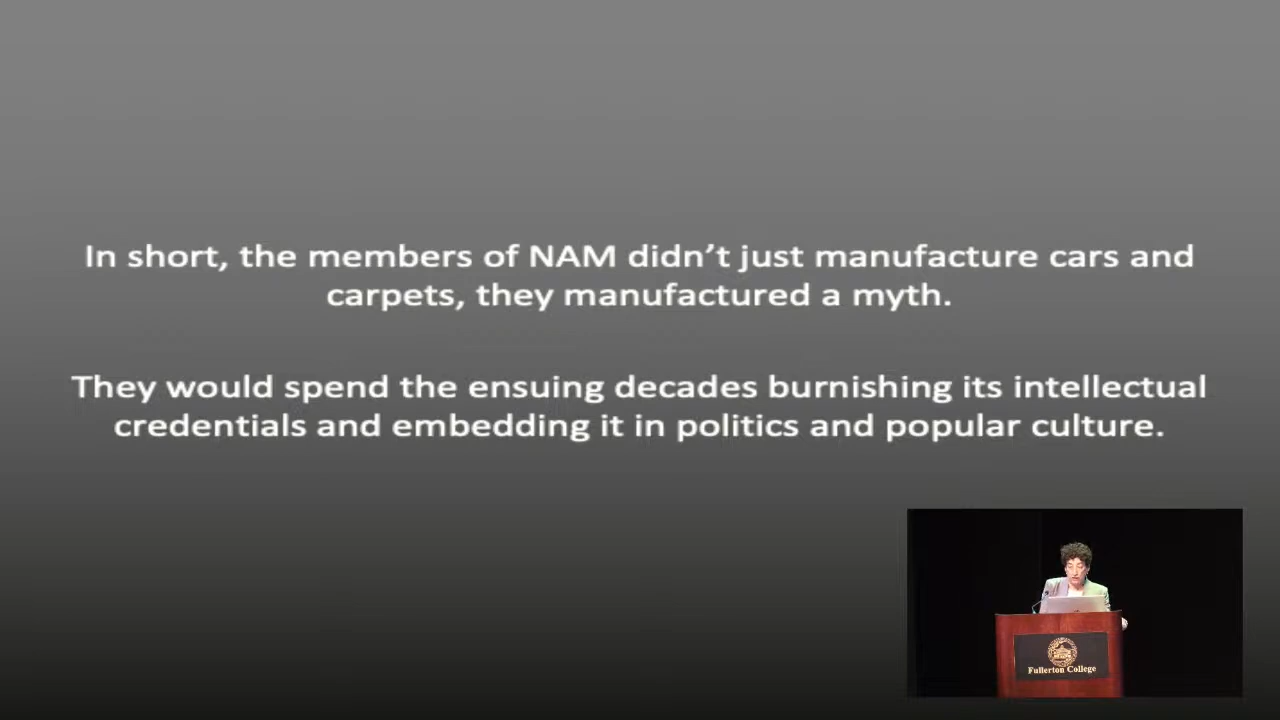 In short, the members of NAM didn’t just manufacture cars and
carpets, they manufactured a myth.
They would spend the ensuing decades burnishing its intellectual
credentials and embedding it in politics and popular culture.
Fullerton College